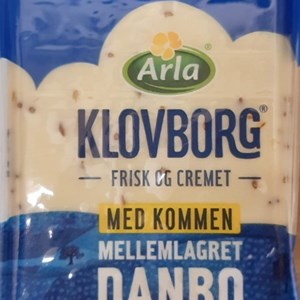 Arla
KLOVBORG®
FRISK OG CREMET
MED KOMMEN
MELLEMLAGRET
DANBO